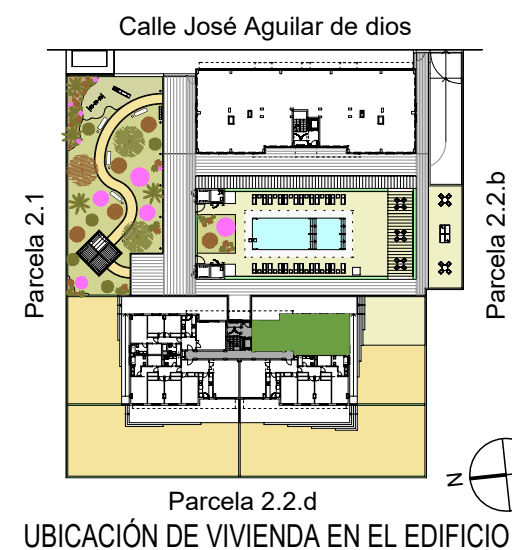 Calle José Aguilar de dios
Parcela 2.1
Parcela 2.2.b
Parcela 2.2.d
N
UBICACIÓN DE VIVIENDA EN EL EDIFICIO